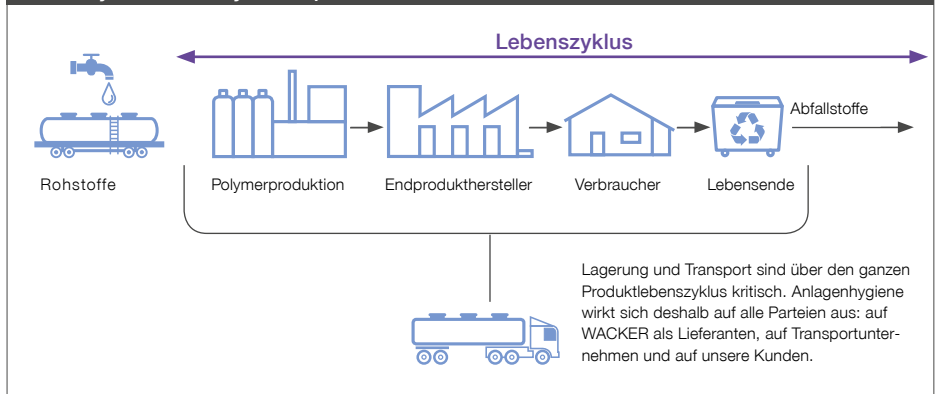 Lebenszyklus
Abfallstoffe
Rohstoffe
Polymerproduktion
Endprodukthersteller
Verbraucher
Lebensende
Lagerung und Transport sind über den ganzen
Produktlebenszyklus kritisch. Anlagenhygiene
wirkt sich deshalb auf alle Parteien aus: auf
WACKER als Lieferanten, auf Transportunter-
nehmen und auf unsere Kunden.